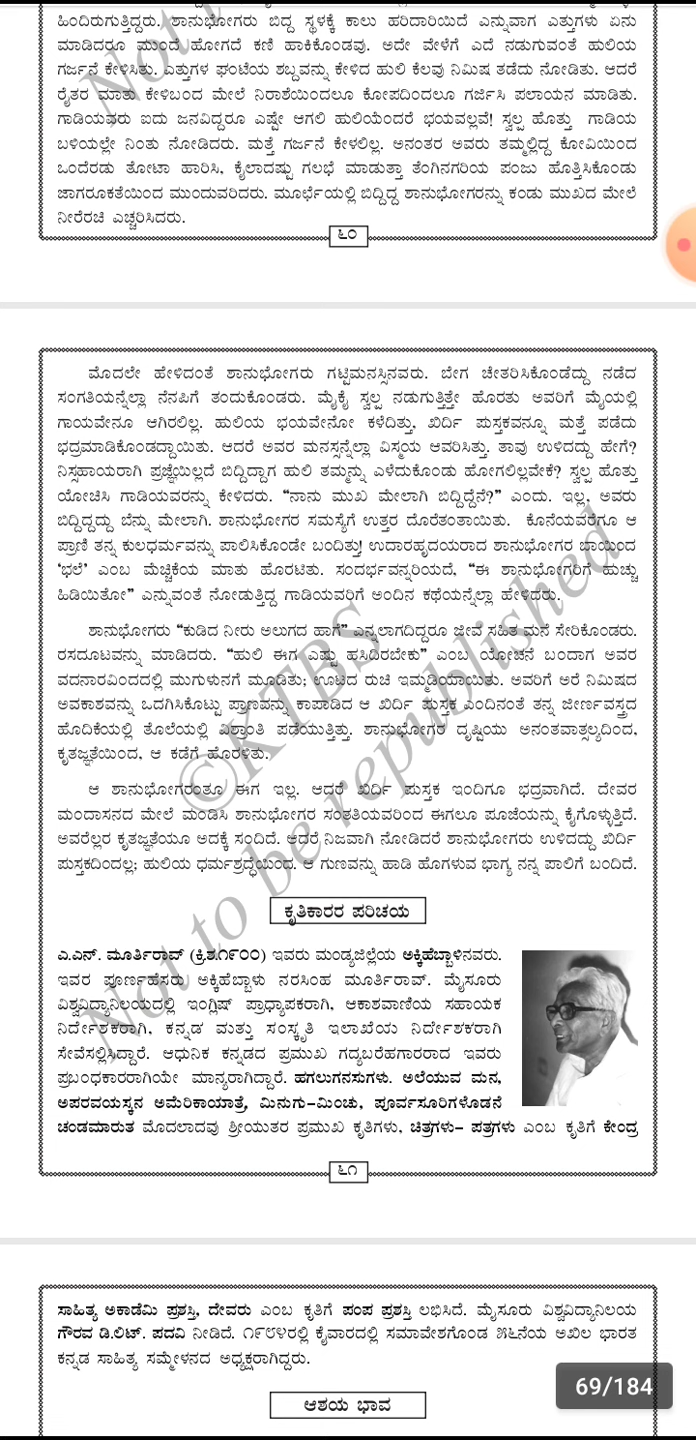 ಹಿಂದಿರುಗುತ್ತಿದ್ದರು. ಶಾನುಭೋಗರು ಬಿದ್ದ ಸ್ಥಳಕ್ಕೆ ಕಾಲು ಹರಿದಾರಿಯಿದೆ ಎನ್ನುವಾಗ ಎತ್ತುಗಳು ಏನು
ಮಾಡಿದರೂ ಮುಂದೆ ಹೋಗದೆ ಕಣಿ ಹಾಕಿಕೊಂಡವು. ಅದೇ ವೇಳೆಗೆ ಎದೆ ನಡುಗುವಂತೆ ಹುಲಿಯ
ಗರ್ಜನೆ ಕೇಳಿಸಿತು. ಎತ್ತುಗಳ ಘಂಟೆಯ ಶಬ್ದವನ್ನು ಕೇಳಿದ ಹುಲಿ ಕೆಲವು ನಿಮಿಷ ತಡೆದು ನೋಡಿತು. ಆದರೆ
ರೈತರ ಮಾತು ಕೇಳಿಬಂದ ಮೇಲೆ ನಿರಾಶೆಯಿಂದಲೂ ಕೋಪದಿಂದಲೂ ಗರ್ಜಿಸಿ ಪಲಾಯನ ಮಾಡಿತು.
ಗಾಡಿಯವರು ಐದು ಜನವಿದ್ದರೂ ಎಷ್ಟೇ ಆಗಲಿ ಹುಲಿಯೆಂದರೆ ಭಯವಲ್ಲವೆ! ಸ್ವಲ್ಪ ಹೊತ್ತು ಗಾಡಿಯ
ಬಳಿಯಲ್ಲೇ ನಿಂತು ನೋಡಿದರು. ಮತ್ತೆ ಗರ್ಜನೆ ಕೇಳಲಿಲ್ಲ. ಅನಂತರ ಅವರು ತಮ್ಮಲ್ಲಿದ್ದ ಕೋವಿಯಿಂದ
ಒಂದೆರಡು ತೋಟಾ ಹಾರಿಸಿ, ಕೈಲಾದಷ್ಟು ಗಲಭೆ ಮಾಡುತ್ತಾ ತೆಂಗಿನಗರಿಯ ಪಂಜು ಹೊತ್ತಿಸಿಕೊಂಡು
ಜಾಗರೂಕತೆಯಿಂದ ಮುಂದುವರಿದರು. ಮೂರ್ಛೆಯಲ್ಲಿ ಬಿದ್ದಿದ್ದ ಶಾನುಭೋಗರನ್ನು ಕಂಡು ಮುಖದ ಮೇಲೆ
ನೀರೆರಚಿ ಎಚ್ಚರಿಸಿದರು.
೬೦
ಮೊದಲೇ ಹೇಳಿದಂತೆ ಶಾನುಭೋಗರು ಗಟ್ಟಿಮನಸ್ಸಿನವರು. ಬೇಗ ಚೇತರಿಸಿಕೊಂಡೆದ್ದು ನಡೆದ
ಸಂಗತಿಯನ್ನೆಲ್ಲಾ ನೆನಪಿಗೆ ತಂದುಕೊಂಡರು. ಮೈಕೈ ಸ್ವಲ್ಪ ನಡುಗುತ್ತಿತ್ತೇ ಹೊರತು ಅವರಿಗೆ ಮೈಯಲ್ಲಿ
ಗಾಯವೇನೂ ಆಗಿರಲಿಲ್ಲ. ಹುಲಿಯ ಭಯವೇನೋ ಕಳೆದಿತ್ತು, ಖಿರ್ದಿ ಪುಸ್ತಕವನ್ನೂ ಮತ್ತೆ ಪಡೆದು
ಭದ್ರಮಾಡಿಕೊಂಡದ್ದಾಯಿತು. ಆದರೆ ಅವರ ಮನಸ್ಸನ್ನೆಲ್ಲಾ ವಿಸ್ಮಯ ಆವರಿಸಿತ್ತು. ತಾವು ಉಳಿದದ್ದು ಹೇಗೆ?
ನಿಸ್ಸಹಾಯರಾಗಿ ಪ್ರಜ್ಞೆಯಿಲ್ಲದೆ ಬಿದ್ದಿದ್ದಾಗ ಹುಲಿ ತಮ್ಮನ್ನು ಎಳೆದುಕೊಂಡು ಹೋಗಲಿಲ್ಲವೇಕೆ? ಸ್ವಲ್ಪ ಹೊತ್ತು
ಯೋಚಿಸಿ ಗಾಡಿಯವರನ್ನು ಕೇಳಿದರು. “ನಾನು ಮುಖ ಮೇಲಾಗಿ ಬಿದ್ದಿದ್ದೆನೆ?” ಎಂದು. ಇಲ್ಲ, ಅವರು
ಬಿದ್ದಿದ್ದದ್ದು ಬೆನ್ನು ಮೇಲಾಗಿ. ಶಾನುಭೋಗರ ಸಮಸ್ಯೆಗೆ ಉತ್ತರ ದೊರೆತಂತಾಯಿತು. ಕೊನೆಯವರೆಗೂ ಆ
ಪ್ರಾಣಿ ತನ್ನ ಕುಲಧರ್ಮವನ್ನು ಪಾಲಿಸಿಕೊಂಡೇ ಬಂದಿತ್ತು! ಉದಾರಹೃದಯರಾದ ಶಾನುಭೋಗರ ಬಾಯಿಂದ
‘ಭಲೆ’ ಎಂಬ ಮೆಚ್ಚಿಕೆಯ ಮಾತು ಹೊರಟಿತು. ಸಂದರ್ಭವನ್ನರಿಯದೆ, “ಈ ಶಾನುಭೋಗರಿಗೆ ಹುಚ್ಚು
ಹಿಡಿಯಿತೋ” ಎನ್ನುವಂತೆ ನೋಡುತ್ತಿದ್ದ ಗಾಡಿಯವರಿಗೆ ಅಂದಿನ ಕಥೆಯನ್ನೆಲ್ಲಾ ಹೇಳಿದರು.
ಶಾನುಭೋಗರು “ಕುಡಿದ ನೀರು ಅಲುಗದ ಹಾಗೆ” ಎನ್ನಲಾಗದಿದ್ದರೂ ಜೀವ ಸಹಿತ ಮನೆ ಸೇರಿಕೊಂಡರು.
ರಸದೂಟವನ್ನು ಮಾಡಿದರು. “ಹುಲಿ ಈಗ ಎಷ್ಟು ಹಸಿದಿರಬೇಕು” ಎಂಬ ಯೋಚನೆ ಬಂದಾಗ ಅವರ
ವದನಾರವಿಂದದಲ್ಲಿ ಮುಗುಳುನಗೆ ಮೂಡಿತು; ಊಟದ ರುಚಿ ಇಮ್ಮಡಿಯಾಯಿತು. ಅವರಿಗೆ ಅರೆ ನಿಮಿಷದ
ಅವಕಾಶವನ್ನು ಒದಗಿಸಿಕೊಟ್ಟು ಪ್ರಾಣವನ್ನು ಕಾಪಾಡಿದ ಆ ಖಿರ್ದಿ ಪುಸ್ತಕ ಎಂದಿನಂತೆ ತನ್ನ ಜೀರ್ಣವಸ್ತ್ರದ
ಹೊದಿಕೆಯಲ್ಲಿ ತೊಲೆಯಲ್ಲಿ ವಿಶ್ರಾಂತಿ ಪಡೆಯುತ್ತಿತ್ತು. ಶಾನುಭೋಗರ ದೃಷ್ಟಿಯು ಅನಂತವಾತ್ಸಲ್ಯದಿಂದ,
ಕೃತಜ್ಞತೆಯಿಂದ, ಆ ಕಡೆಗೆ ಹೊರಳಿತು.
ಆ ಶಾನುಭೋಗರಂತೂ ಈಗ ಇಲ್ಲ. ಆದರೆ ಖಿರ್ದಿ ಪುಸ್ತಕ ಇಂದಿಗೂ ಭದ್ರವಾಗಿದೆ. ದೇವರ
ಮಂದಾಸನದ ಮೇಲೆ ಮಂಡಿಸಿ ಶಾನುಭೋಗರ ಸಂತತಿಯವರಿಂದ ಈಗಲೂ ಪೂಜೆಯನ್ನು ಕೈಗೊಳ್ಳುತ್ತಿದೆ.
ಅವರೆಲ್ಲರ ಕೃತಜ್ಞತೆಯೂ ಅದಕ್ಕೆ ಸಂದಿದೆ. ಆದರೆ ನಿಜವಾಗಿ ನೋಡಿದರೆ ಶಾನುಭೋಗರು ಉಳಿದದ್ದು ಖಿರ್ದಿ
ಪುಸ್ತಕದಿಂದಲ್ಲ; ಹುಲಿಯ ಧರ್ಮಶ್ರದ್ಧೆಯಿಂದ. ಆ ಗುಣವನ್ನು ಹಾಡಿ ಹೊಗಳುವ ಭಾಗ್ಯ ನನ್ನ ಪಾಲಿಗೆ ಬಂದಿದೆ.
ಕೃತಿಕಾರರ ಪರಿಚಯ
ಎ.ಎನ್. ಮೂರ್ತಿರಾವ್ (ಕ್ರಿ.ಶ.೧೯೦೦) ಇವರು ಮಂಡ್ಯಜಿಲ್ಲೆಯ ಅಕ್ಕಿಹೆಬ್ಬಾಳಿನವರು.
ಇವರ ಪೂರ್ಣಹೆಸರು ಅಕ್ಕಿಹೆಬ್ಬಾಳು ನರಸಿಂಹ ಮೂರ್ತಿರಾವ್. ಮೈಸೂರು
ವಿಶ್ವವಿದ್ಯಾನಿಲಯದಲ್ಲಿ ಇಂಗ್ಲಿಷ್ ಪ್ರಾಧ್ಯಾಪಕರಾಗಿ, ಆಕಾಶವಾಣಿಯ ಸಹಾಯಕ
ನಿರ್ದೇಶಕರಾಗಿ, ಕನ್ನಡ ಮತ್ತು ಸಂಸ್ಕೃತಿ ಇಲಾಖೆಯ ನಿರ್ದೇಶಕರಾಗಿ
ಸೇವೆಸಲ್ಲಿಸಿದ್ದಾರೆ. ಆಧುನಿಕ ಕನ್ನಡದ ಪ್ರಮುಖ ಗದ್ಯಬರೆಹಗಾರರಾದ ಇವರು
ಪ್ರಬಂಧಕಾರರಾಗಿಯೇ ಮಾನ್ಯರಾಗಿದ್ದಾರೆ. ಹಗಲುಗನಸುಗಳು. ಅಲೆಯುವ ಮನ,
ಅಪರವಯಸ್ಕನ ಅಮೆರಿಕಾಯಾತ್ರೆ, ಮಿನುಗು-ಮಿಂಚು, ಪೂರ್ವಸೂರಿಗಳೊಡನೆ
ಚಂಡಮಾರುತ ಮೊದಲಾದವು ಶ್ರೀಯುತರ ಪ್ರಮುಖ ಕೃತಿಗಳು, ಚಿತ್ರಗಳು- ಪತ್ರಗಳು ಎಂಬ ಕೃತಿಗೆ ಕೇಂದ್ರ
೬೧
ಸಾಹಿತ್ಯ ಅಕಾಡೆಮಿ ಪ್ರಶಸ್ತಿ, ದೇವರು ಎಂಬ ಕೃತಿಗೆ ಪಂಪ ಪ್ರಶಸ್ತಿ ಲಭಿಸಿದೆ. ಮೈಸೂರು ವಿಶ್ವವಿದ್ಯಾನಿಲಯ
ಗೌರವ ಡಿ.ಲಿಟ್. ಪದವಿ ನೀಡಿದೆ. ೧೯೮೪ರಲ್ಲಿ ಕೈವಾರದಲ್ಲಿ ಸಮಾವೇಶಗೊಂಡ ೫೬ನೆಯ ಅಖಿಲ ಭಾರತ
ಕನ್ನಡ ಸಾಹಿತ್ಯ ಸಮ್ಮೇಳನದ ಅಧ್ಯಕ್ಷರಾಗಿದ್ದರು.
69/184
ಆಶಯ ಭಾವ
©KTBS
Not to be republished